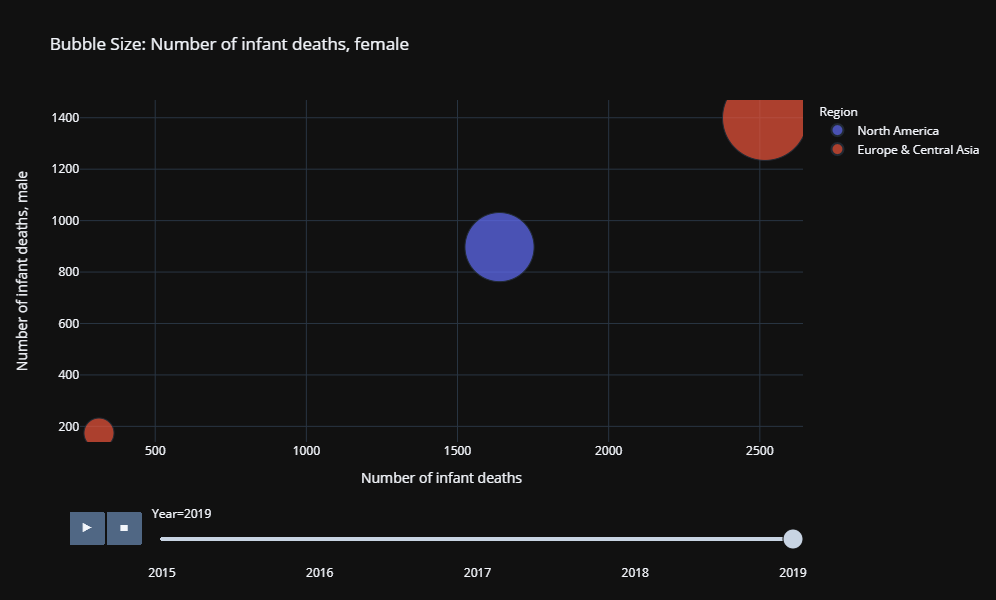 Bubble Size: Number of infant deaths, female
Number of infant deaths, male
1400
1200
1000
800
600
400
200
500 1000 1500 2000 2500
Number of infant deaths
Region
North America
Europe & Central Asia
Year=2019
2015 2016 2017 2018 2019